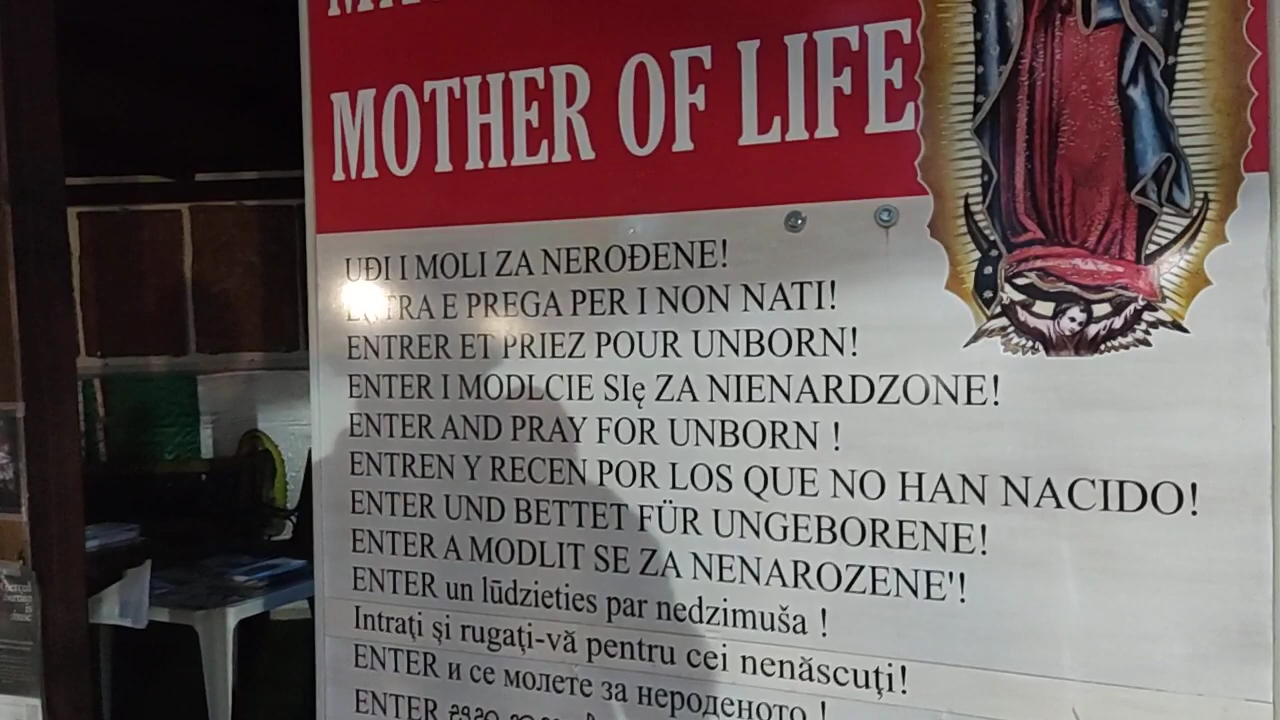 MOTHER OF LIFE
UĐI I MOLI ZA NEROĐENE!
E PREGA PER I NON NATI!
ENTRER ET PRIEZ POUR UNBORN!
ENTER I MODLCIE SIę ZA NIENARDZONE!
ENTER AND PRAY FOR UNBORN !
ENTREN Y RECEN POR LOS QUE NO HAN NACIDO!
ENTER UND BETTET FÜR UNGEBORENE!
ENTER A MODLIT SE ZA NENAROZENE'!
ENTER un lūdzieties par nedzimuša !
Intraţi şi rugaţi-vă pentru cei nenăscuţi!
ENTER и се молете за нероденото !
ENTER